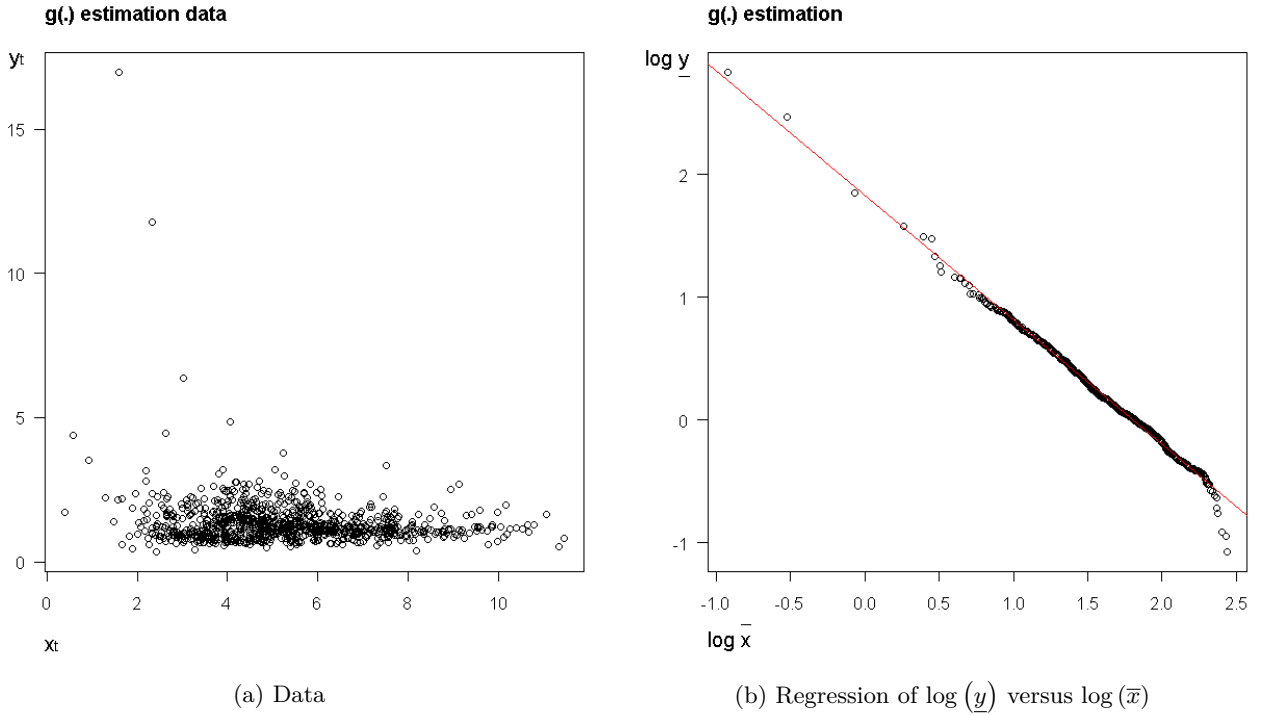 g(.) estimation data
yt
15
10
5
0
0 2 4 6 8 10
xt
(a) Data
g(.) estimation
log y
2
1
0
-1
-1.0 -0.5 0.0 0.5 1.0 1.5 2.0 2.5
log x̅
(b) Regression of log (y̲) versus log (x̅)